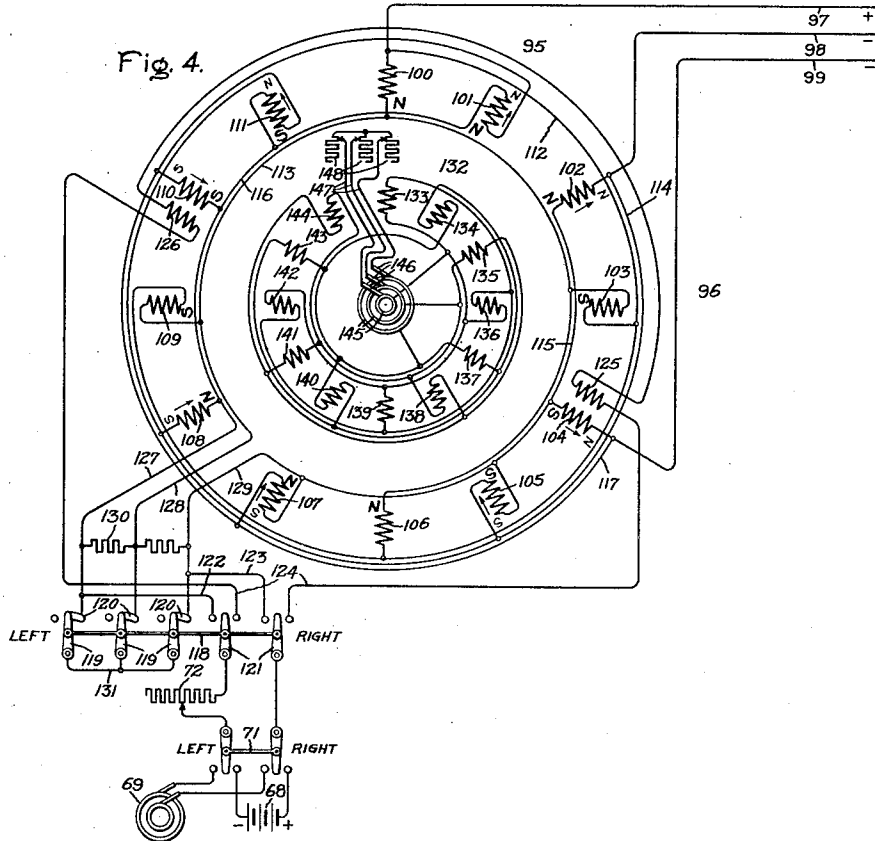 Fig. 4.
95
97 +
98 -
99 -
100
N
N
101
N
N
111
S
112
102
N
N
113
116
148
147
132
114
S
110
S
126
144
133
134
143
135
146
142
145
136
S
103
96
109
S
141
137
115
125
140
139
138
S
104
N
117
N
S
108
127
128
129
N
107
S
N
106
S
105
S
130
122
123
124
120
120
LEFT
118
RIGHT
119
119
121
131
72
LEFT
71
RIGHT
69
68
- +